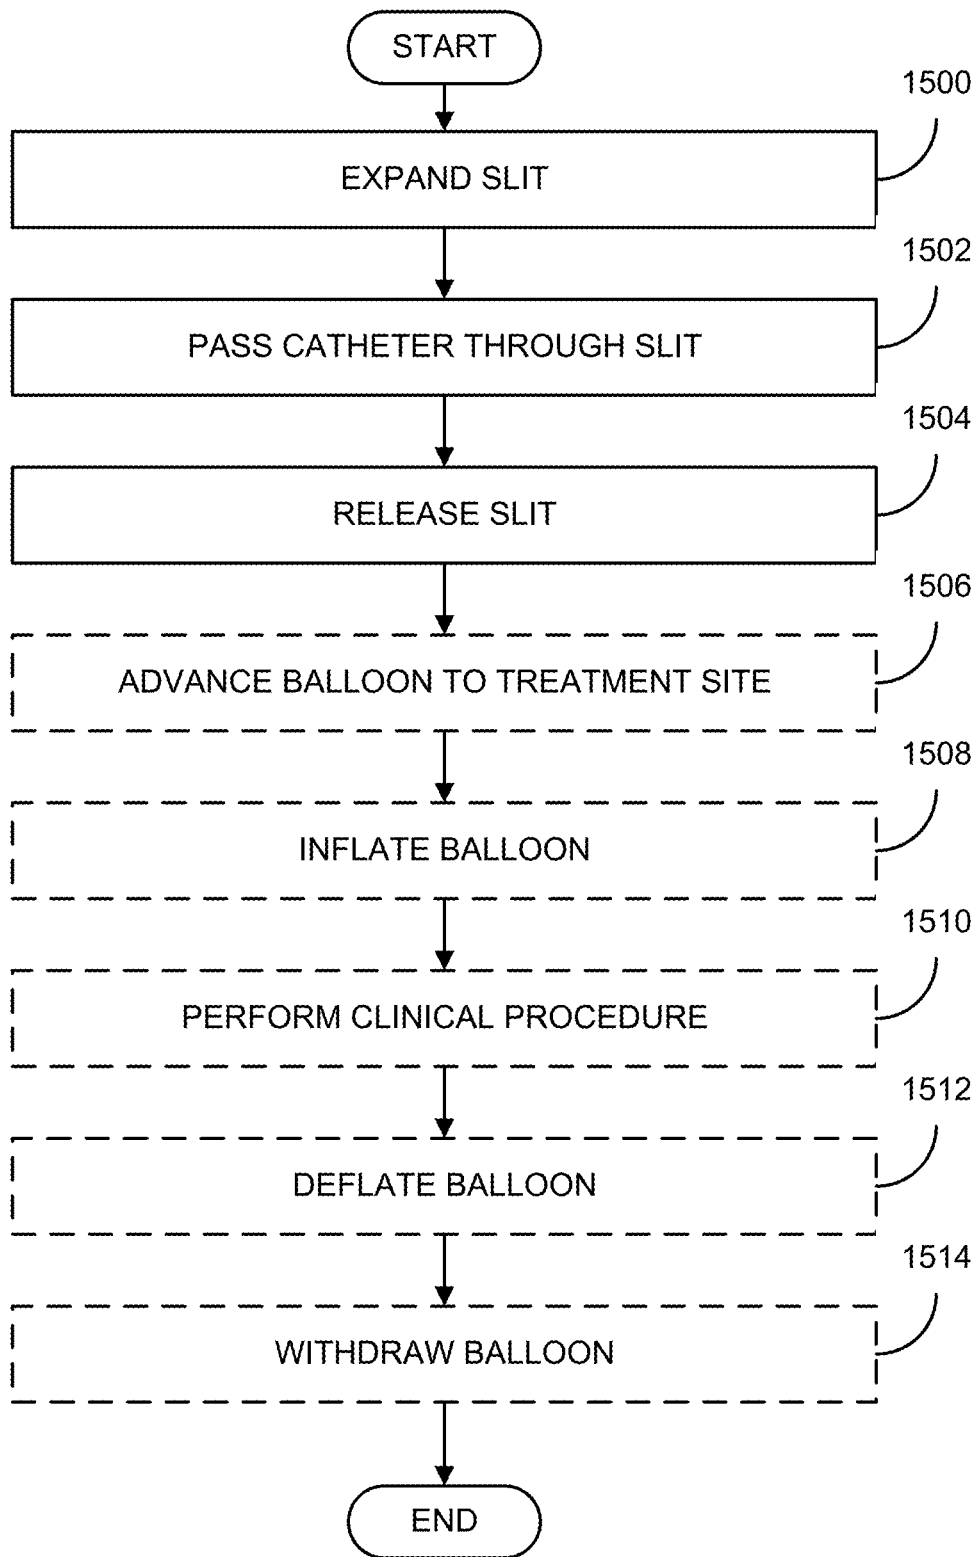 START
1500
EXPAND SLIT
1502
PASS CATHETER THROUGH SLIT
1504
RELEASE SLIT
1506
ADVANCE BALLOON TO TREATMENT SITE
1508
INFLATE BALLOON
1510
PERFORM CLINICAL PROCEDURE
1512
DEFLATE BALLOON
1514
WITHDRAW BALLOON
END